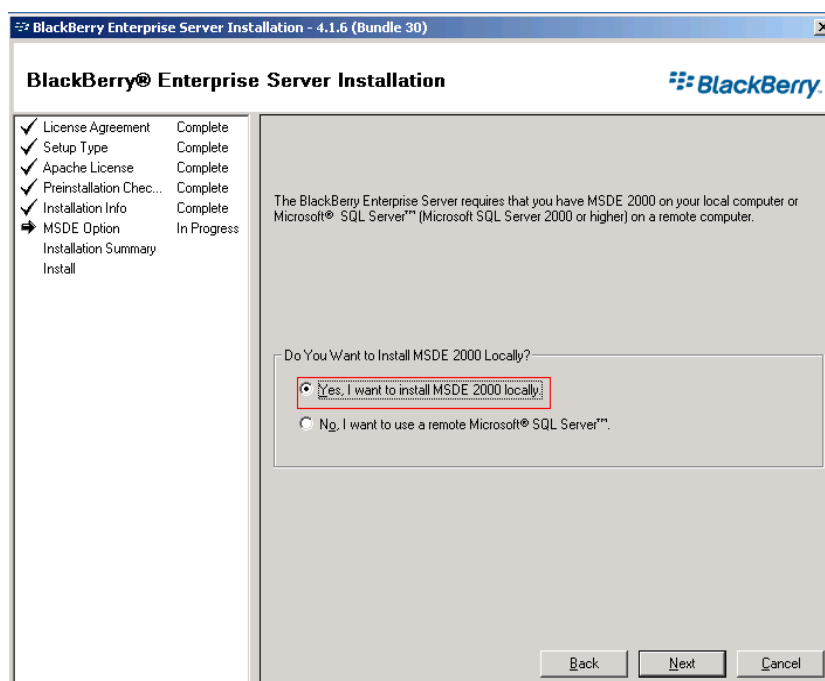 BlackBerry Enterprise Server Installation - 4.1.6 (Bundle 30)
BlackBerry® Enterprise Server Installation
BlackBerry.
License Agreement Complete
Setup Type Complete
Apache License Complete
Preinstallation Chec... Complete
Installation Info Complete
MSDE Option In Progress
Installation Summary
Install
The BlackBerry Enterprise Server requires that you have MSDE 2000 on your local computer or
Microsoft® SQL Server™ (Microsoft SQL Server 2000 or higher) on a remote computer.
Do You Want to Install MSDE 2000 Locally?
Yes, I want to install MSDE 2000 locally.
No, I want to use a remote Microsoft® SQL Server™.
Back Next Cancel